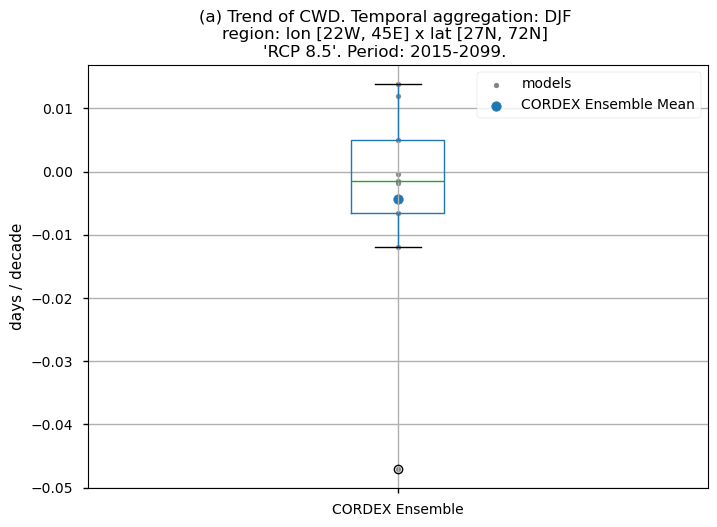 (a) Trend of CWD. Temporal aggregation: DJF
region: lon [22W, 45E] x lat [27N, 72N]
'RCP 8.5'. Period: 2015-2099.
models
CORDEX Ensemble Mean
0.01
0.00
−0.01
−0.02
−0.03
−0.04
−0.05
days / decade
CORDEX Ensemble